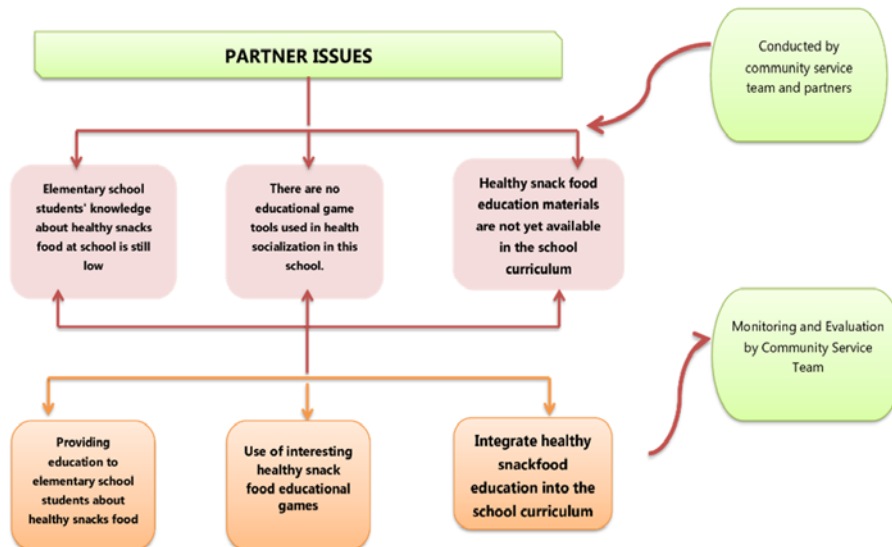 PARTNER ISSUES
Conducted by
community service
team and partners
Elementary school
students' knowledge
about healthy snacks
food at school is still
low
There are no
educational game
tools used in health
socialization in this
school.
Healthy snack food
education materials
are not yet available
in the school
curriculum
Monitoring and Evaluation
by Community Service
Team
Providing
education to
elementary school
students about
healthy snacks food
Use of interesting
healthy snack
food educational
games
Integrate healthy
snackfood
education into the
school curriculum